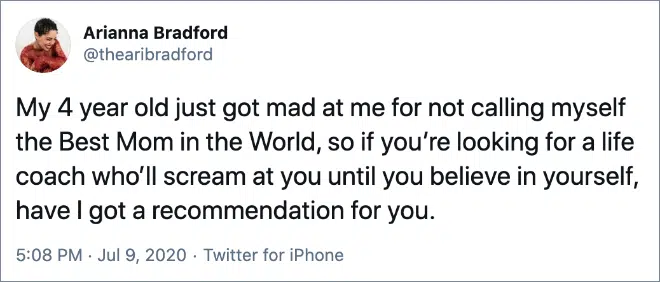 Arianna Bradford
@thearibradford
My 4 year old just got mad at me for not calling myself
the Best Mom in the World, so if you’re looking for a life
coach who’ll scream at you until you believe in yourself,
have I got a recommendation for you.
5:08 PM · Jul 9, 2020 · Twitter for iPhone